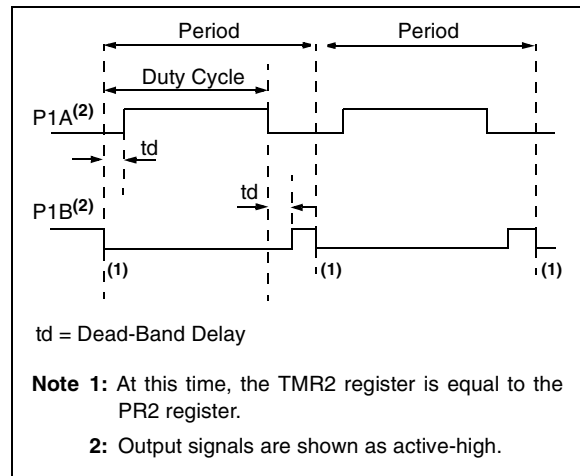 Period
Period
Duty Cycle
P1A(2)
td
td
P1B(2)
(1)
(1)
(1)
td = Dead-Band Delay
Note 1: At this time, the TMR2 register is equal to the
PR2 register.
2: Output signals are shown as active-high.